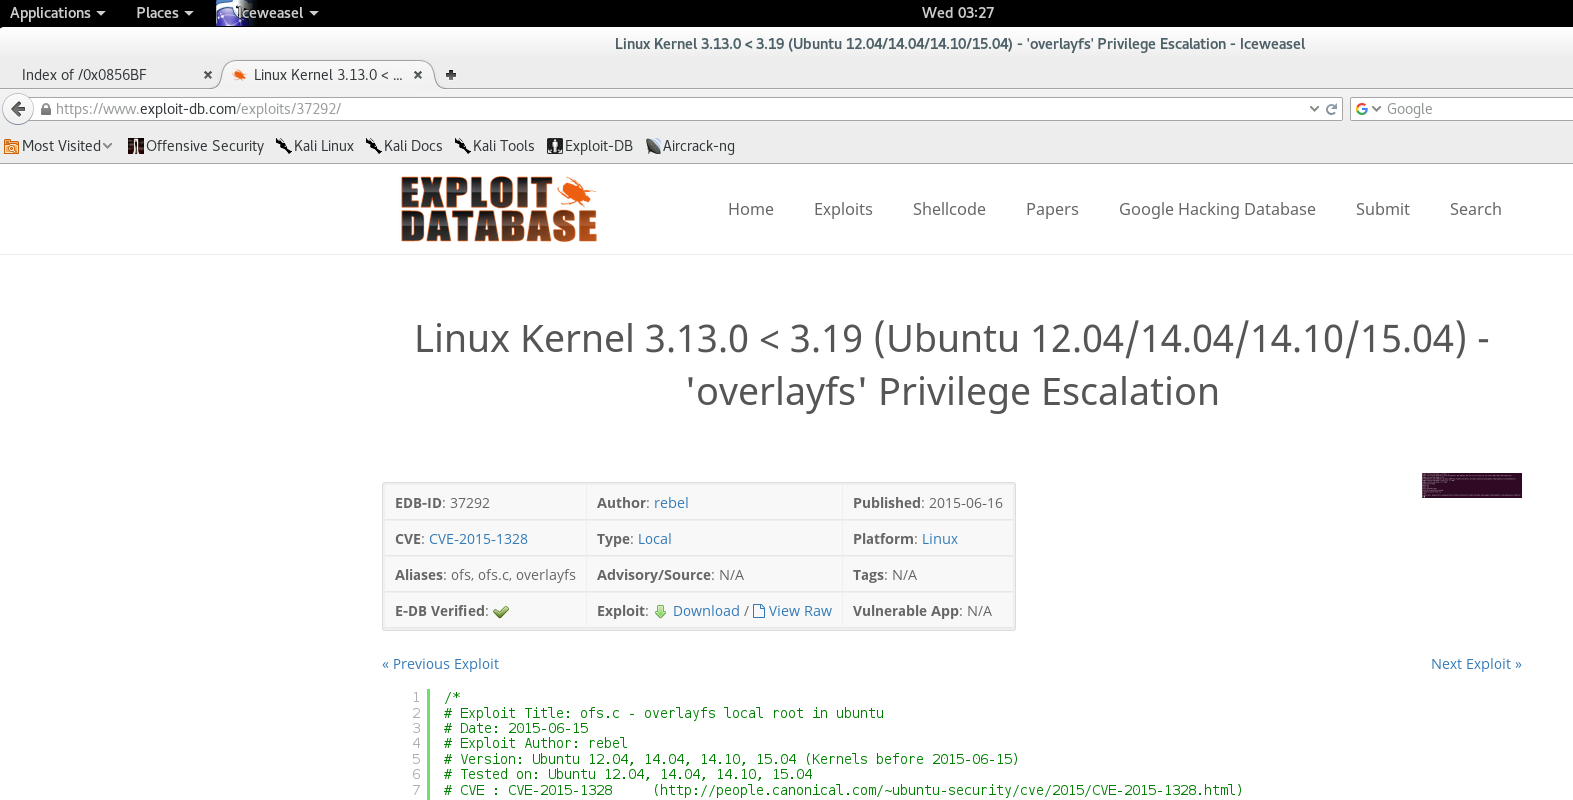 Applications Places Iceweasel Wed 03:27
Linux Kernel 3.13.0 < 3.19 (Ubuntu 12.04/14.04/14.10/15.04) - 'overlayfs' Privilege Escalation - Iceweasel
Index of /0x0856BF Linux Kernel 3.13.0 < ...
https://www.exploit-db.com/exploits/37292/ Google
Most Visited Offensive Security Kali Linux Kali Docs Kali Tools Exploit-DB Aircrack-ng
EXPLOIT
DATABASE
Home Exploits Shellcode Papers Google Hacking Database Submit Search
Linux Kernel 3.13.0 < 3.19 (Ubuntu 12.04/14.04/14.10/15.04) -
'overlayfs' Privilege Escalation
EDB-ID: 37292 Author: rebel Published: 2015-06-16
CVE: CVE-2015-1328 Type: Local Platform: Linux
Aliases: ofs, ofs.c, overlayfs Advisory/Source: N/A Tags: N/A
E-DB Verified: Exploit: Download / View Raw Vulnerable App: N/A
« Previous Exploit Next Exploit »
1 /*
2 # Exploit Title: ofs.c - overlayfs local root in ubuntu
3 # Date: 2015-06-15
4 # Exploit Author: rebel
5 # Version: Ubuntu 12.04, 14.04, 14.10, 15.04 (Kernels before 2015-06-15)
6 # Tested on: Ubuntu 12.04, 14.04, 14.10, 15.04
7 # CVE : CVE-2015-1328 (http://people.canonical.com/~ubuntu-security/cve/2015/CVE-2015-1328.html)